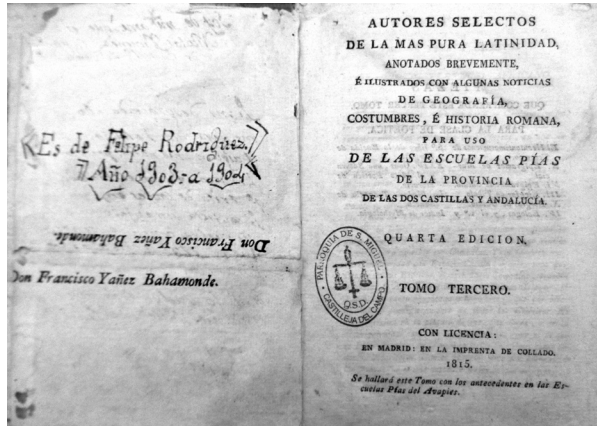 Es de Felipe Rodriguez.
Año 1903 a 1904
Don Francisco Yañez Bahamonde.
Don Francisco Yañez Bahamonde.
AUTORES SELECTOS
DE LA MAS PURA LATINIDAD,
ANOTADOS BREVEMENTE,
É ILUSTRADOS CON ALGUNAS NOTICIAS
DE GEOGRAFÍA,
COSTUMBRES, É HISTORIA ROMANA,
PARA USO
DE LAS ESCUELAS PÍAS
DE LA PROVINCIA
DE LAS DOS CASTILLAS Y ANDALUCÍA.
QUARTA EDICION.
PARROQUIA DE S. MIGUEL
Q.S.D.
CASTILLEJA DEL CAMPO
TOMO TERCERO.
CON LICENCIA:
EN MADRID: EN LA IMPRENTA DE COLLADO.
1815.
Se hallará este Tomo con los antecedentes en las Es-
cuelas Pías del Avapies.